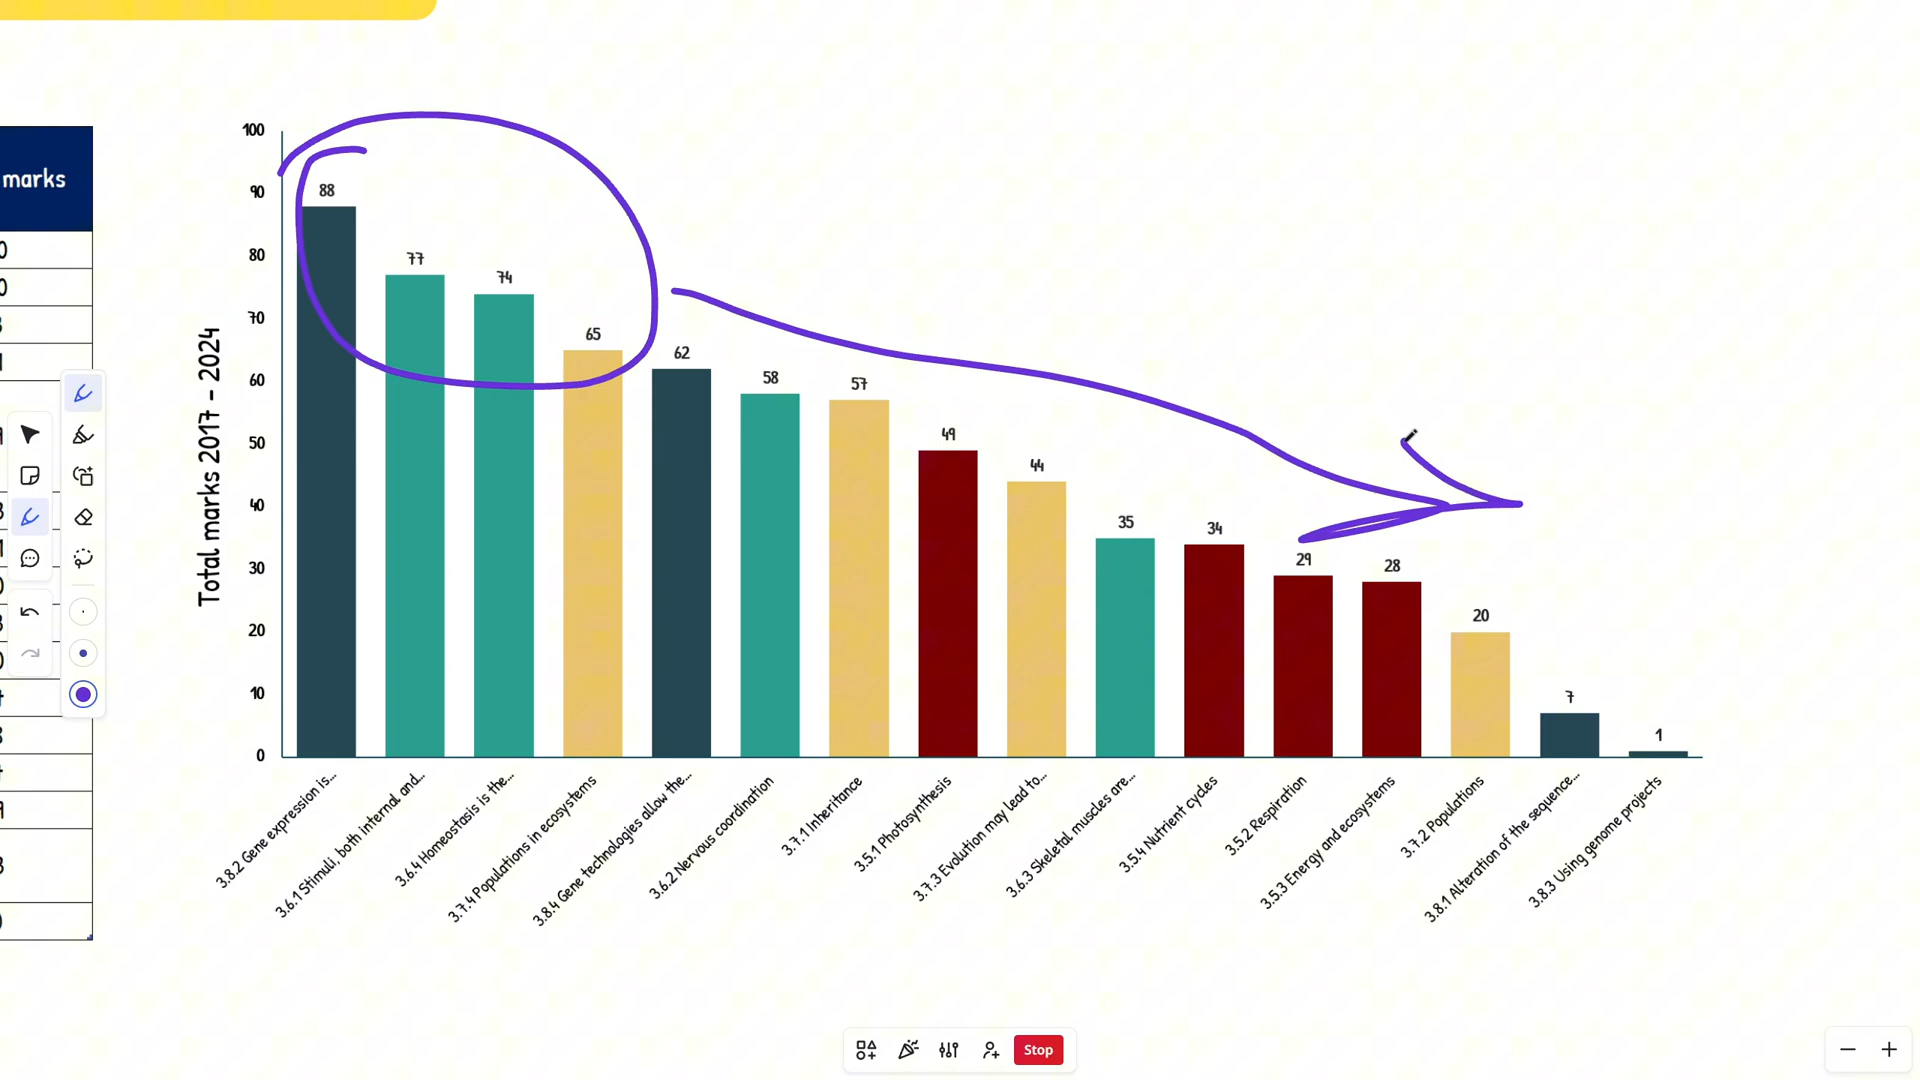 marks
100
90
80
70
60
50
40
30
20
10
0
Total marks 2017 - 2024
88
77
74
65
62
58
57
49
44
35
34
29
28
20
7
1
3.8.2 Gene expression is...
3.6.1 Stimuli, both internal and...
3.6.4 Homeostasis is the...
3.7.4 Populations in ecosystems
3.8.4 Gene technologies allow the...
3.6.2 Nervous coordination
3.7.1 Inheritance
3.5.1 Photosynthesis
3.7.3 Evolution may lead to...
3.6.3 Skeletal muscles are...
3.5.4 Nutrient cycles
3.5.2 Respiration
3.5.3 Energy and ecosystems
3.7.2 Populations
3.8.1 Alteration of the sequence...
3.8.3 Using genome projects
Stop